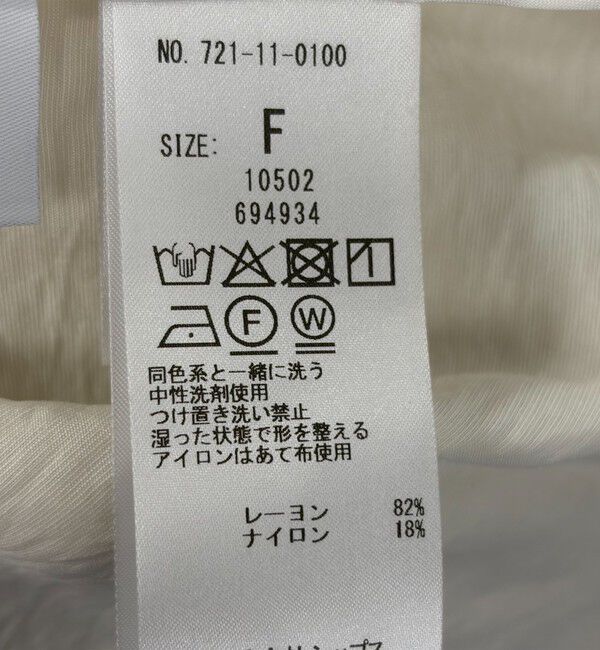 NO. 721-11-0100
SIZE: F
10502
694934
F W
同色系と一緒に洗う
中性洗剤使用
つけ置き洗い禁止
湿った状態で形を整える
アイロンはあて布使用
レーヨン 82%
ナイロン 18%